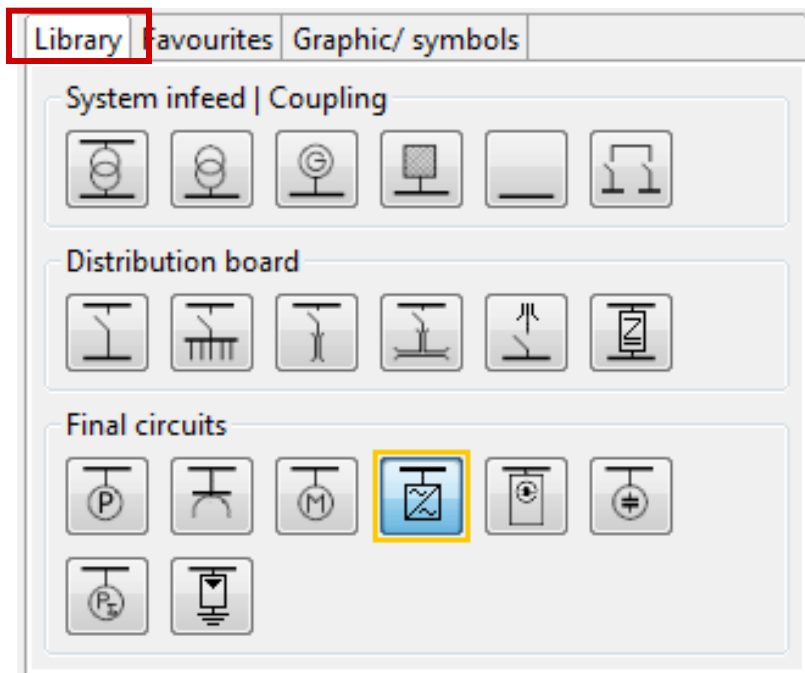 Library Favourites Graphic/ symbols
System infeed | Coupling
G
Distribution board
Final circuits
P M
P